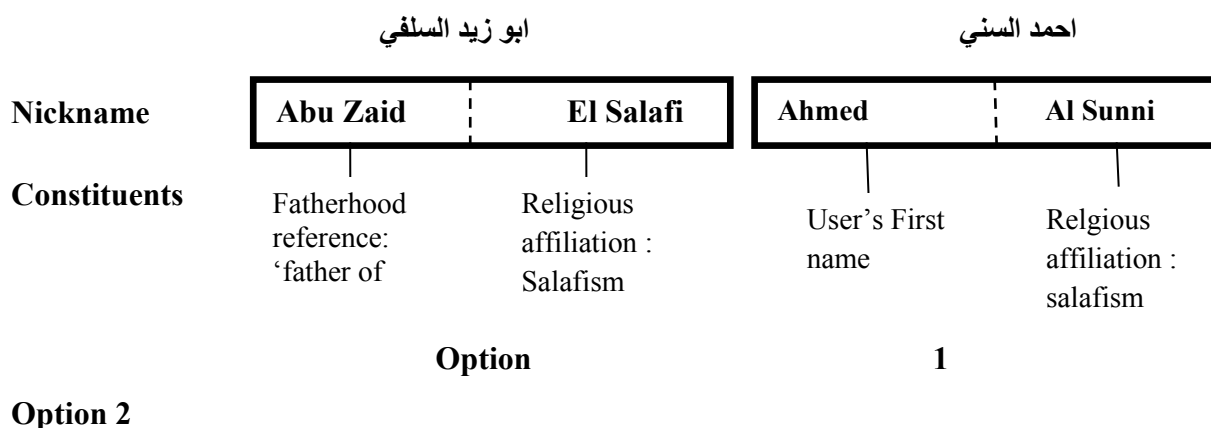 ابو زيد السلفي
احمد السني
Nickname
Abu Zaid
El Salafi
Ahmed
Al Sunni
Constituents
Fatherhood
reference:
‘father of
Religious
affiliation :
Salafism
User’s First
name
Relgious
affiliation :
salafism
Option 1
Option 2